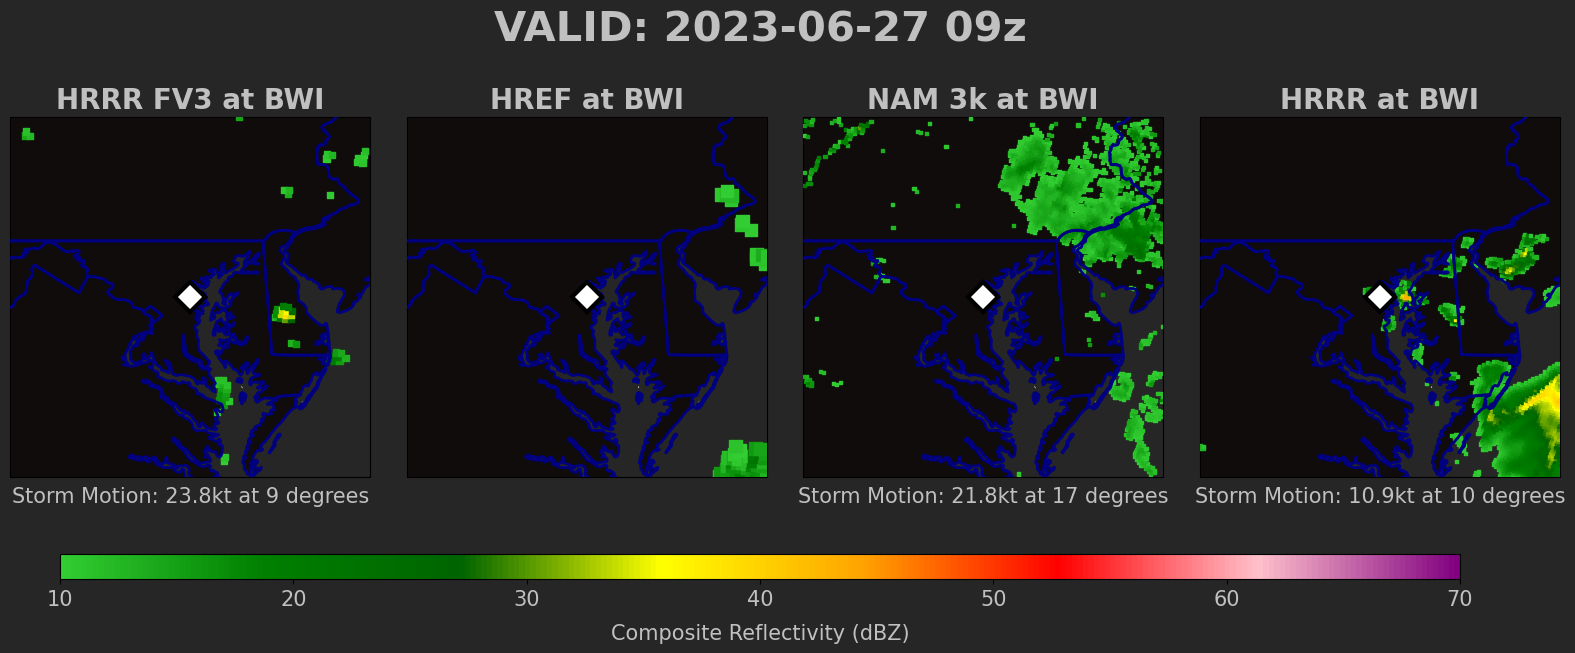 VALID: 2023-06-27 09z
HRRR FV3 at BWI
HREF at BWI
NAM 3k at BWI
HRRR at BWI
Storm Motion: 23.8kt at 9 degrees
Storm Motion: 21.8kt at 17 degrees
Storm Motion: 10.9kt at 10 degrees
10 20 30 40 50 60 70
Composite Reflectivity (dBZ)